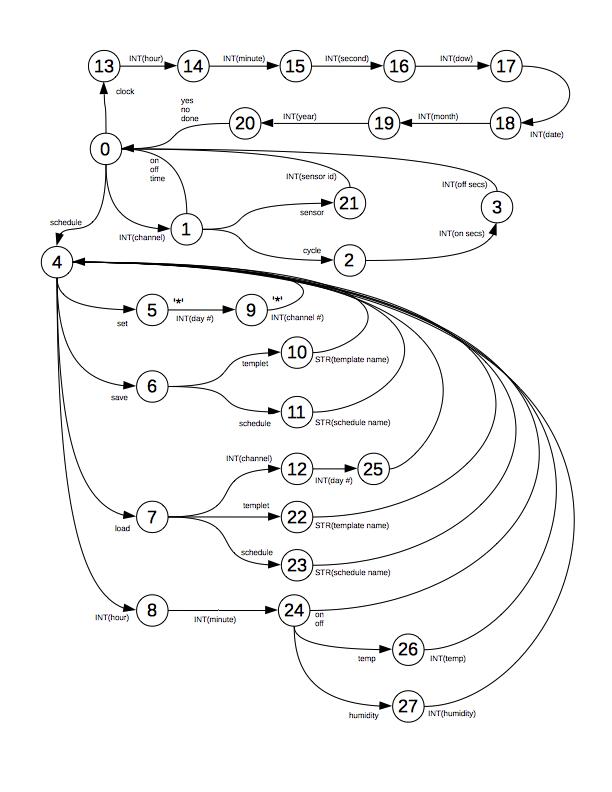 INT(hour)
INT(minute)
INT(second)
INT(dow)
13
14
15
16
17
clock
yes
no
done
20
INT(year)
19
INT(month)
18
INT(date)
0
on
off
time
INT(sensor id)
INT(off secs)
21
3
sensor
schedule
INT(channel)
1
INT(on secs)
cycle
2
4
'*'
'*'
5
9
set
INT(day #)
INT(channel #)
10
templet
STR(template name)
6
save
schedule
11
STR(schedule name)
INT(channel)
12
25
INT(day #)
templet
7
22
load
STR(template name)
schedule
23
STR(schedule name)
8
24
INT(hour)
INT(minute)
on
off
26
temp
INT(temp)
27
humidity
INT(humidity)